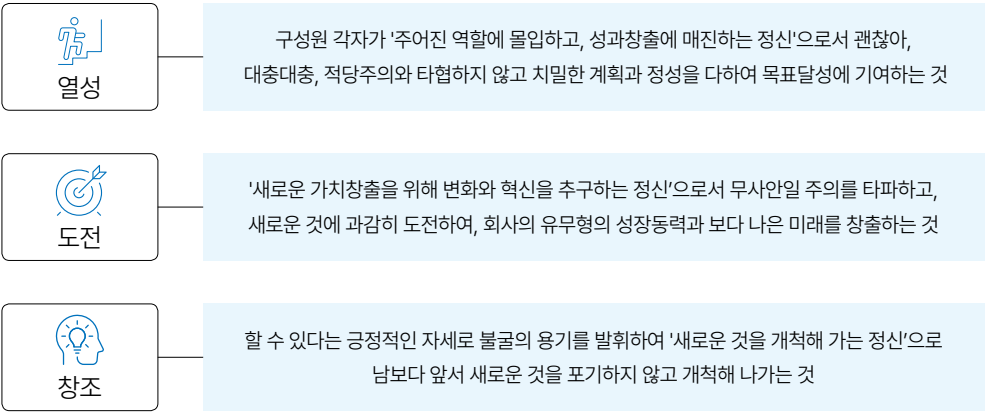 열성
구성원 각자가 '주어진 역할에 몰입하고, 성과창출에 매진하는 정신'으로서 괜찮아,
대충대충, 적당주의와 타협하지 않고 치밀한 계획과 정성을 다하여 목표달성에 기여하는 것
도전
'새로운 가치창출을 위해 변화와 혁신을 추구하는 정신’으로서 무사안일 주의를 타파하고,
새로운 것에 과감히 도전하여, 회사의 유무형의 성장동력과 보다 나은 미래를 창출하는 것
창조
할 수 있다는 긍정적인 자세로 불굴의 용기를 발휘하여 '새로운 것을 개척해 가는 정신’으로
남보다 앞서 새로운 것을 포기하지 않고 개척해 나가는 것